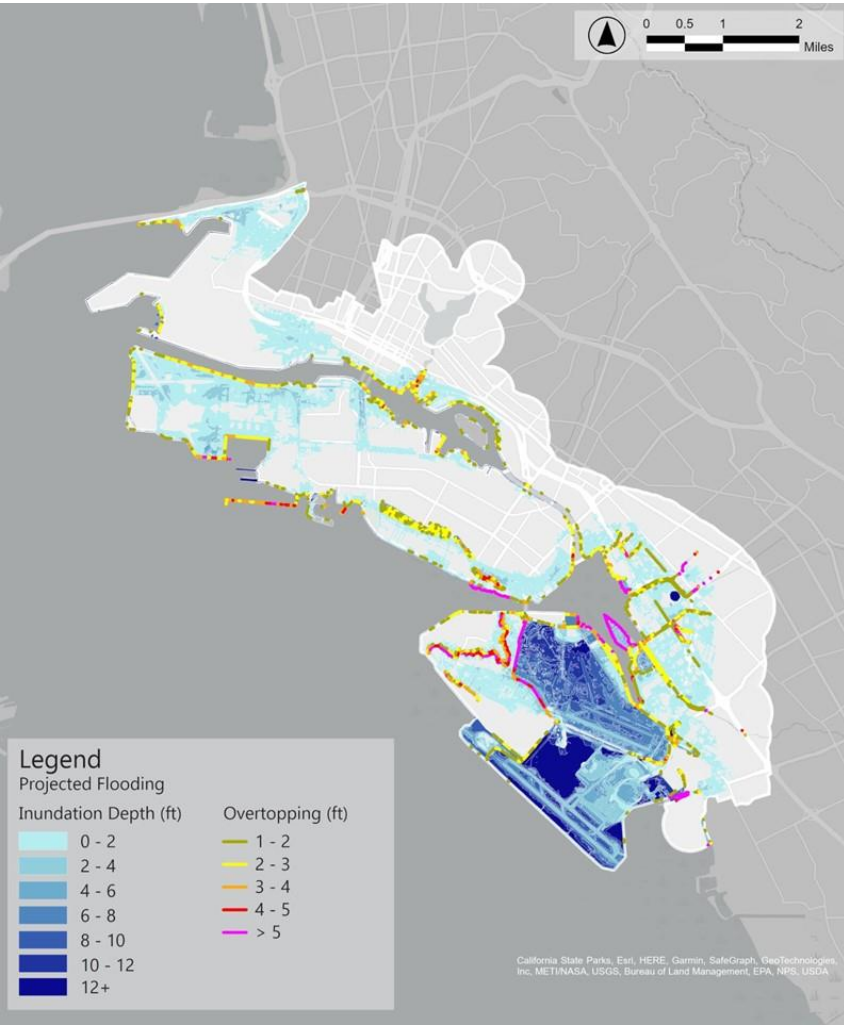 0 0.5 1 2
Miles
Legend
Projected Flooding
Inundation Depth (ft)
0 - 2
2 - 4
4 - 6
6 - 8
8 - 10
10 - 12
12+
Overtopping (ft)
1 - 2
2 - 3
3 - 4
4 - 5
> 5
California State Parks, Esri, HERE, Garmin, SafeGraph, GeoTechnologies,
Inc, METI/NASA, USGS, Bureau of Land Management, EPA, NPS, USDA